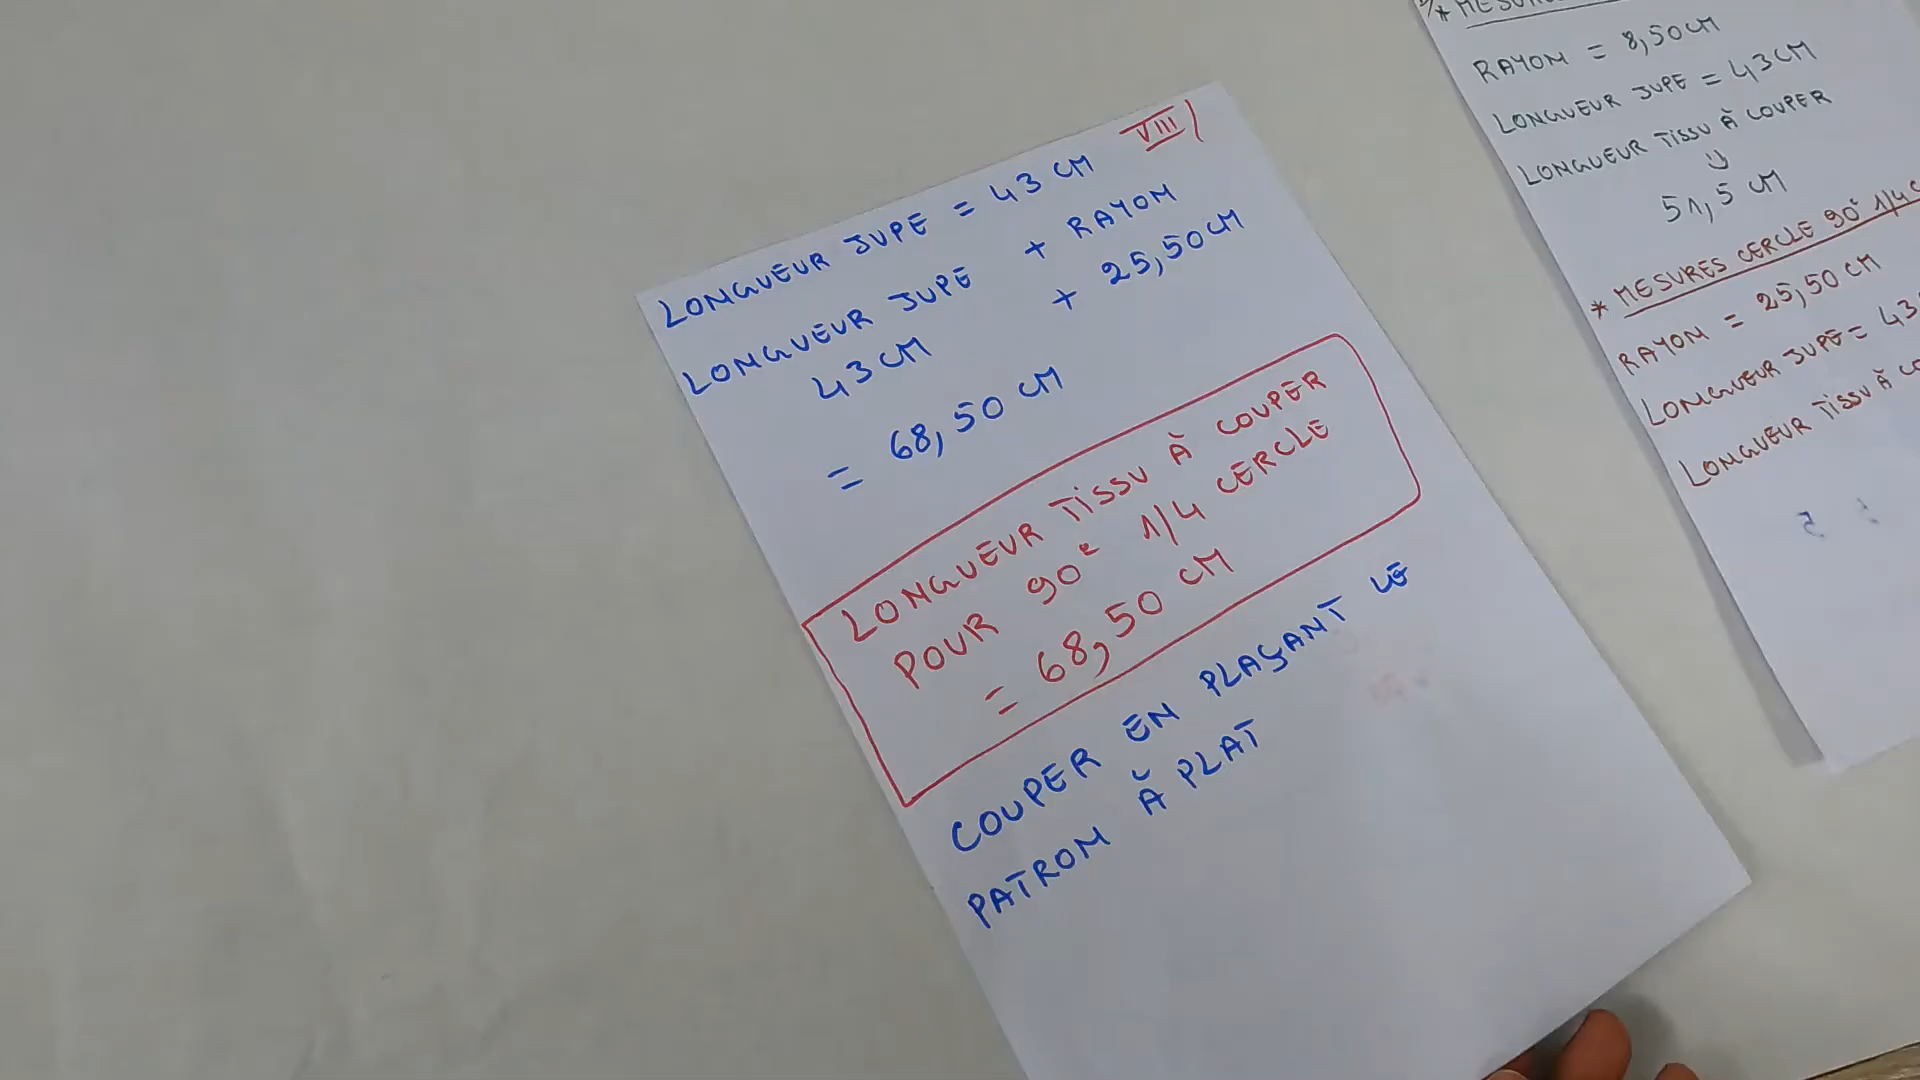 VIII)
LONGUEUR JUPE = 43 CM
LONGUEUR JUPE + RAYON
43 CM + 25,50 CM
= 68,50 CM
LONGUEUR TISSU À COUPER
POUR 90° 1/4 CERCLE
= 68,50 CM
COUPER EN PLAÇANT LE
PATRON À PLAT
RAYON = 8,50 CM
LONGUEUR JUPE = 43 CM
LONGUEUR TISSU À COUPER
51,5 CM
* MESURES CERCLE 90° 1/4
RAYON = 25,50 CM
LONGUEUR JUPE = 43
LONGUEUR TISSU À